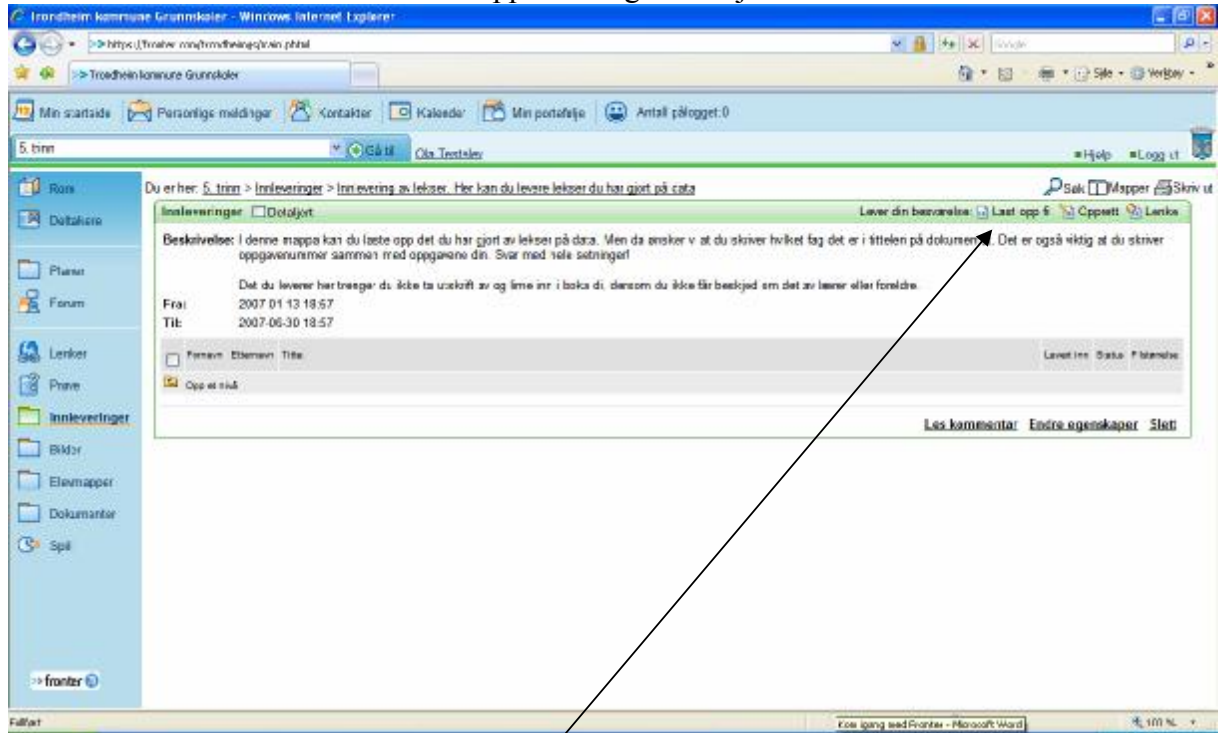 Trondheim kommune Grunnskoler - Windows Internet Explorer
>> Trondheim kommune Grunnskoler
Side Verktøy
Min startside Personlige meldinger Kontakter Kalender Min portefølje Antall pålogget:0
5. trinn Gå til Ola Testelev Hjelp Logg ut
Rom
Deltakere
Planer
Forum
Lenker
Prøve
Innleveringer
Bilder
Elevmapper
Dokumenter
Spill
>> fronter
Du er her: 5. trinn > Innleveringer > Innlevering av lekser. Her kan du levere lekser du har gjort på data
Søk Mapper Skriv ut
Innleveringer Detaljert Lever din besvarelse: Last opp fi Opprett Lenke
Beskrivelse: I denne mappa kan du laste opp det du har gjort av lekser på data. Men da ønsker vi at du skriver hvilket fag det er i tittelen på dokumentet. Det er også viktig at du skriver
oppgavenummer sammen med oppgavene din. Svar med hele setninger!
Det du leverer her trenger du ikke ta utskrift av og lime inn i boka di, dersom du ikke får beskjed om det av lærer eller foreldre.
Fra: 2007-01-13 18:57
Til: 2007-06-30 18:57
Fornavn Etternavn Tittel Levert inn Status
Opp et nivå
Les kommentar Endre egenskaper Slett
Fullført
Kom igang med Fronter - Microsoft Word
100 %